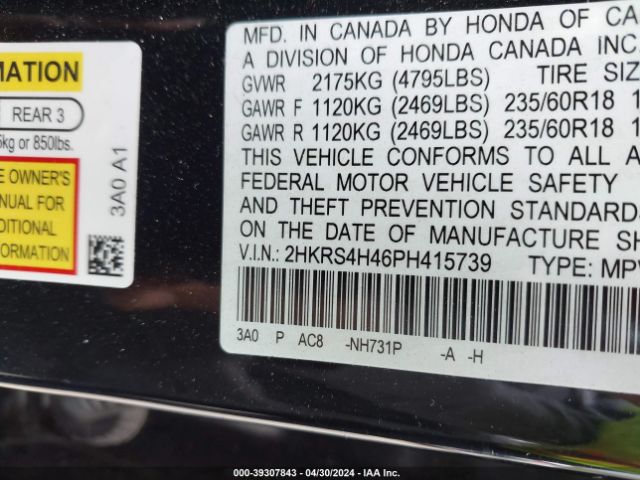 MATION
REAR 3
5kg or 850lbs.
E OWNER'S
NUAL FOR
DITIONAL
FORMATION
3A0 A1
MFD. IN CANADA BY HONDA OF CA
A DIVISION OF HONDA CANADA INC
GVWR 2175KG (4795LBS) TIRE SIZ
GAWR F 1120KG (2469LBS) 235/60R18 1
GAWR R 1120KG (2469LBS) 235/60R18 1
THIS VEHICLE CONFORMS TO ALL A
FEDERAL MOTOR VEHICLE SAFETY
AND THEFT PREVENTION STANDARD
ON THE DATE OF MANUFACTURE SH
V.I.N.: 2HKRS4H46PH415739 TYPE: MPV
3A0 P AC8 -NH731P -A -H
000-39307843 / 04/30/2024 - IAA Inc.